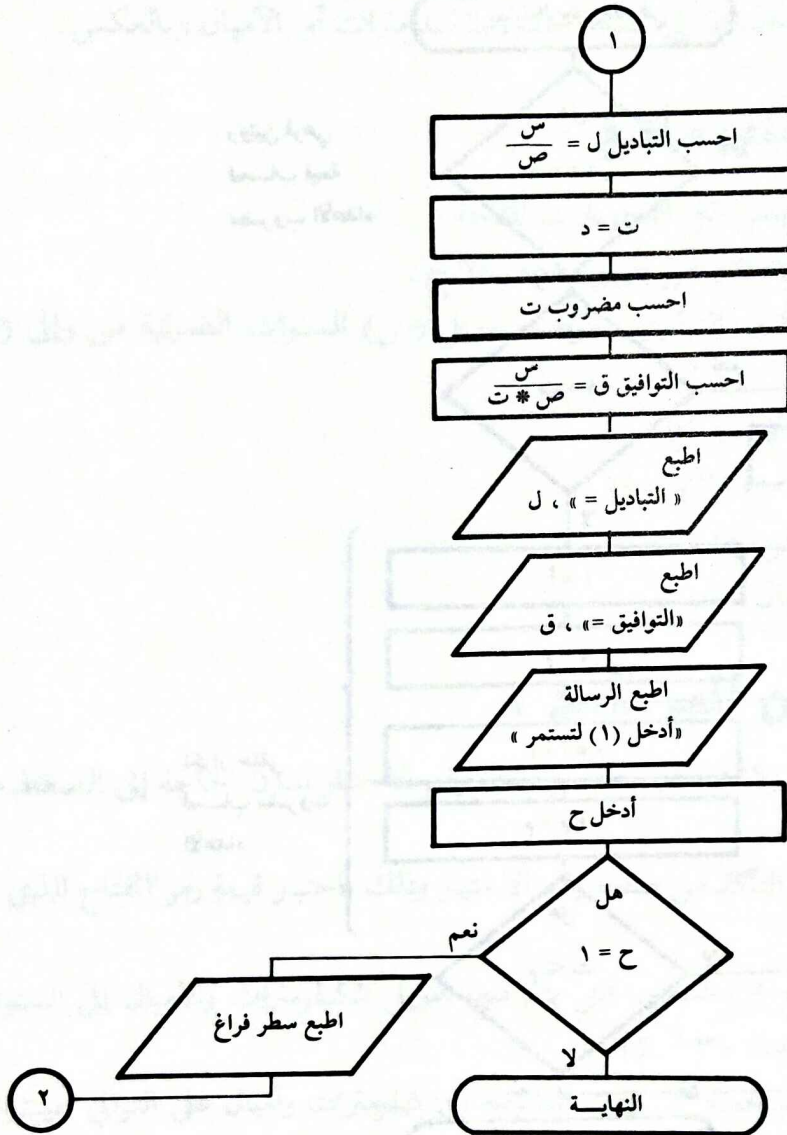 ١
احسب التباديل ل = س / ص
ت = د
احسب مضروب ت
احسب التوافيق ق = س / ص * ت
اطبع
« التباديل = » ، ل
اطبع
«التوافيق =» ، ق
اطبع الرسالة
«أدخل (١) لتستمر »
أدخل ح
هل
ح = ١
نعم
اطبع سطر فراغ
لا
٢
النهايــة